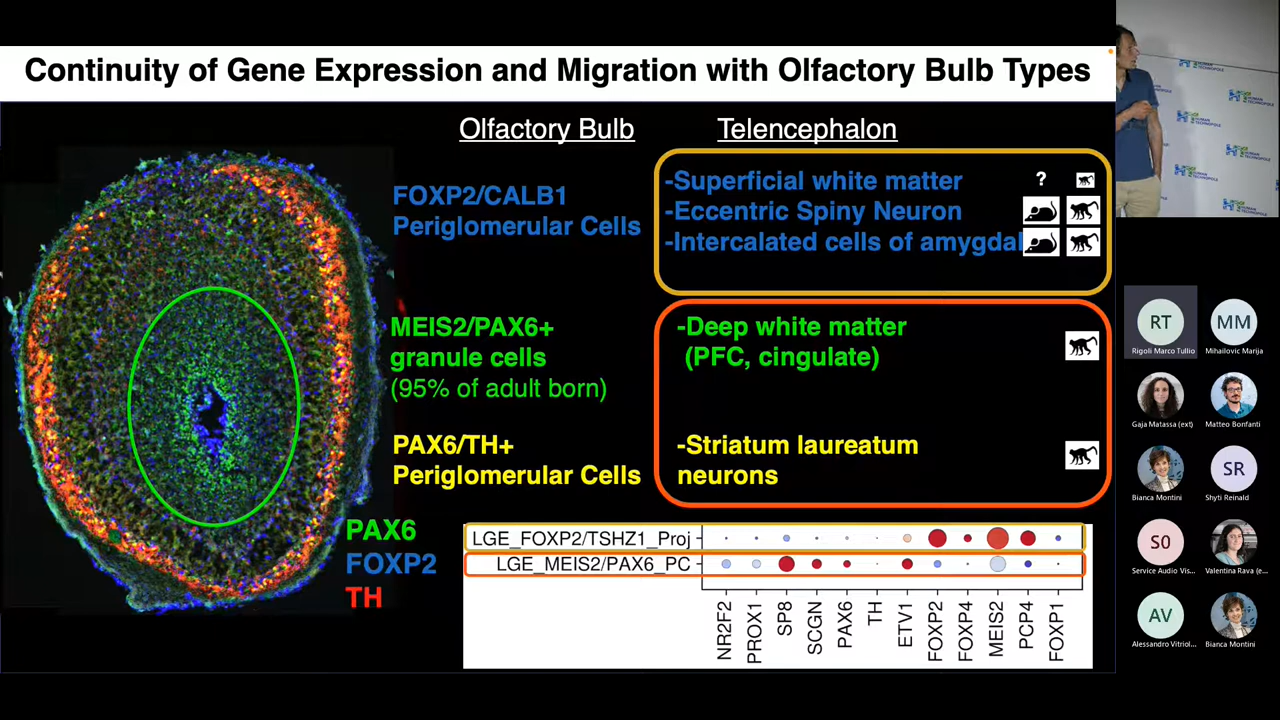 Continuity of Gene Expression and Migration with Olfactory Bulb Types
Olfactory Bulb
Telencephalon
FOXP2/CALB1
Periglomerular Cells
-Superficial white matter
?
-Eccentric Spiny Neuron
-Intercalated cells of amygdal
MEIS2/PAX6+
granule cells
(95% of adult born)
-Deep white matter
(PFC, cingulate)
PAX6/TH+
Periglomerular Cells
-Striatum laureatum
neurons
PAX6
FOXP2
TH
LGE_FOXP2/TSHZ1_Proj
LGE_MEIS2/PAX6_PC
NR2F2
PROX1
SP8
SCGN
PAX6
TH
ETV1
FOXP2
FOXP4
MEIS2
PCP4
FOXP1
HUMAN
TECHNOPOLE
RT
MM
Rigoli Marco Tullio
Mihailovic Marija
Gaja Matassa (ext)
Matteo Bonfanti
SR
Bianca Montini
Shyti Reinald
S0
Service Audio Vis...
Valentina Rava (e...
AV
Alessandro Vitriol...
Bianca Montini